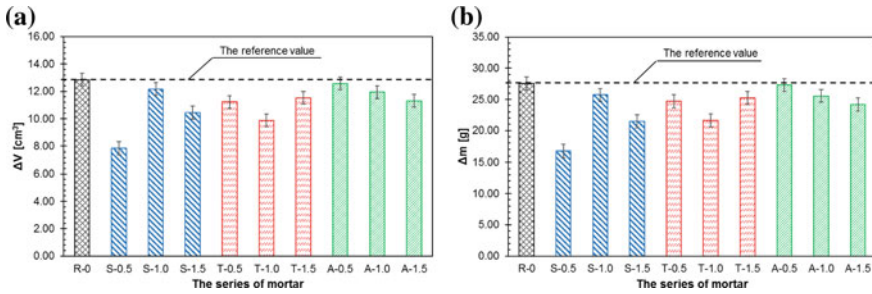 (a)
16.00
14.00
12.00
10.00
8.00
6.00
4.00
2.00
0.00
ΔV [cm³]
The reference value
R-0 S-0.5 S-1.0 S-1.5 T-0.5 T-1.0 T-1.5 A-0.5 A-1.0 A-1.5
The series of mortar
(b)
35.00
30.00
25.00
20.00
15.00
10.00
5.00
0.00
Δm [g]
The reference value
R-0 S-0.5 S-1.0 S-1.5 T-0.5 T-1.0 T-1.5 A-0.5 A-1.0 A-1.5
The series of mortar